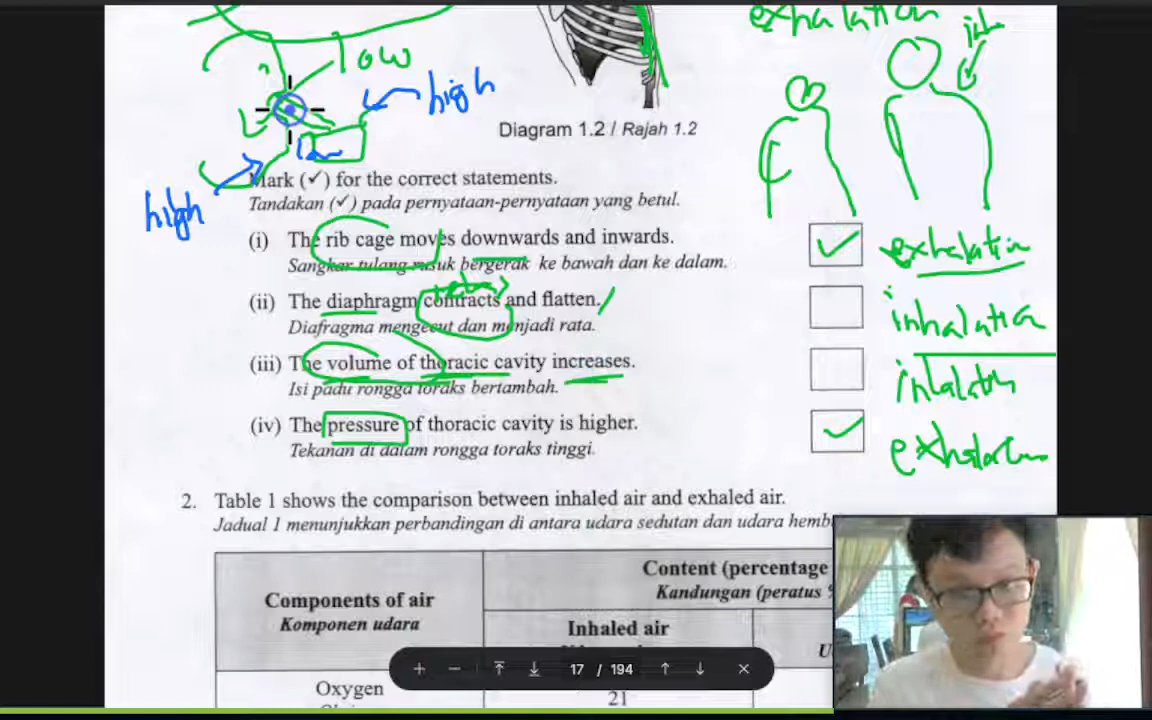 exhalation
low
high
high
Diagram 1.2 / Rajah 1.2
Mark (✓) for the correct statements.
Tandakan (✓) pada pernyataan-pernyataan yang betul.
(i) The rib cage moves downwards and inwards.
Sangkar tulang rusuk bergerak ke bawah dan ke dalam.
✓
exhalation
(ii) The diaphragm contracts and flatten.
Diafragma mengecut dan menjadi rata.
inhalation
(iii) The volume of thoracic cavity increases.
Isi padu rongga toraks bertambah.
inhalation
(iv) The pressure of thoracic cavity is higher.
Tekanan di dalam rongga toraks tinggi.
✓
exhalation
2. Table 1 shows the comparison between inhaled air and exhaled air.
Jadual 1 menunjukkan perbandingan di antara udara sedutan dan udara
Components of air
Komponen udara
Content (percentage
Kandungan (peratus
Inhaled air
17 / 194
Oxygen
21